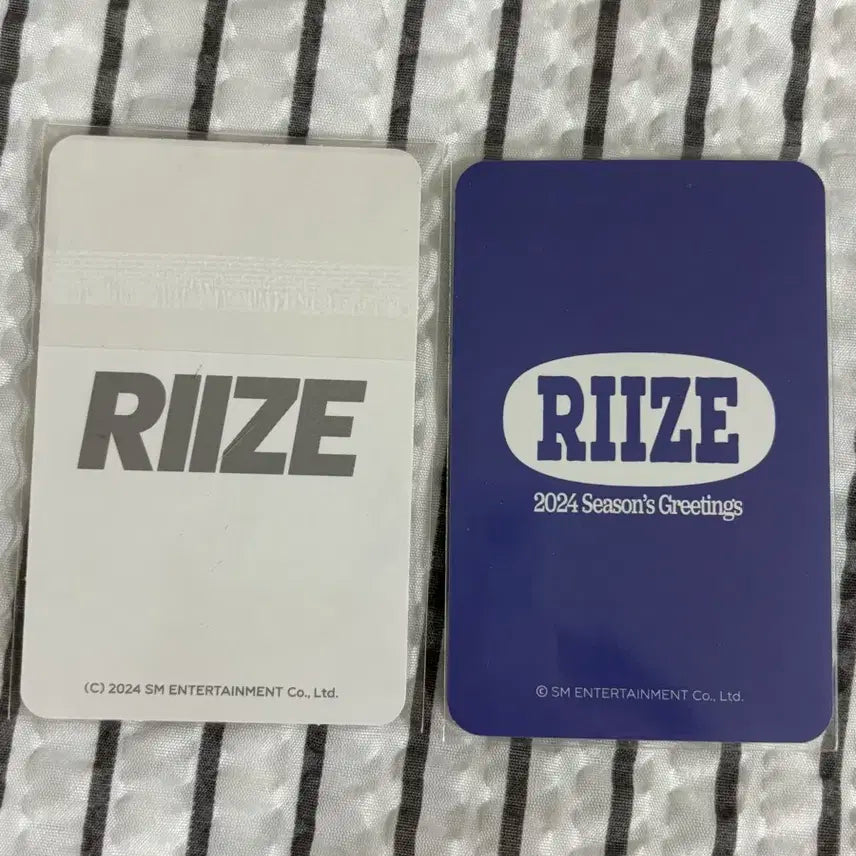 RIIZE
(C) 2024 SM ENTERTAINMENT Co., Ltd.
RIIZE
2024 Season's Greetings
© SM ENTERTAINMENT Co., Ltd.